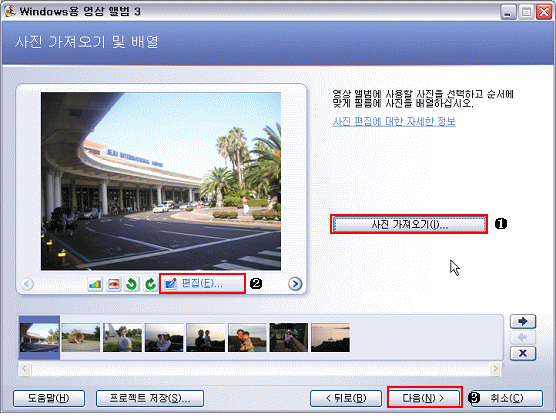 Windows용 영상 앨범 3
사진 가져오기 및 배열
영상 앨범에 사용할 사진을 선택하고 순서에
맞게 필름에 사진을 배열하십시오.
사진 편집에 대한 자세한 정보
JEJU INTERNATIONAL AIRPORT
사진 가져오기(I)... ❶
편집(E)... ❷
도움말(H) 프로젝트 저장(S)... < 뒤로(B) 다음(N) > ❸ 취소(C)